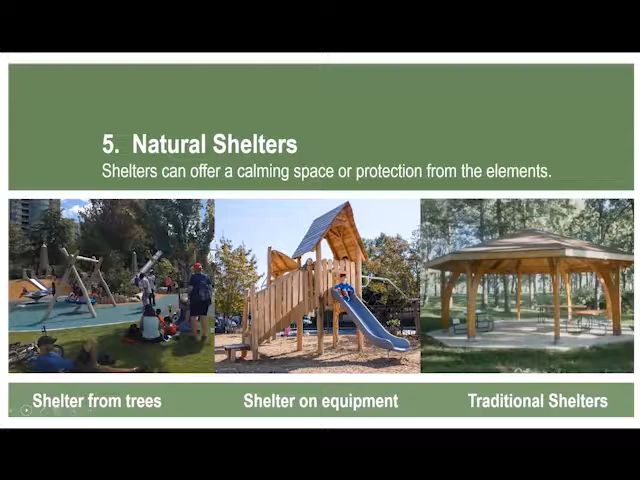 5. Natural Shelters
Shelters can offer a calming space or protection from the elements.
Shelter from trees
Shelter on equipment
Traditional Shelters